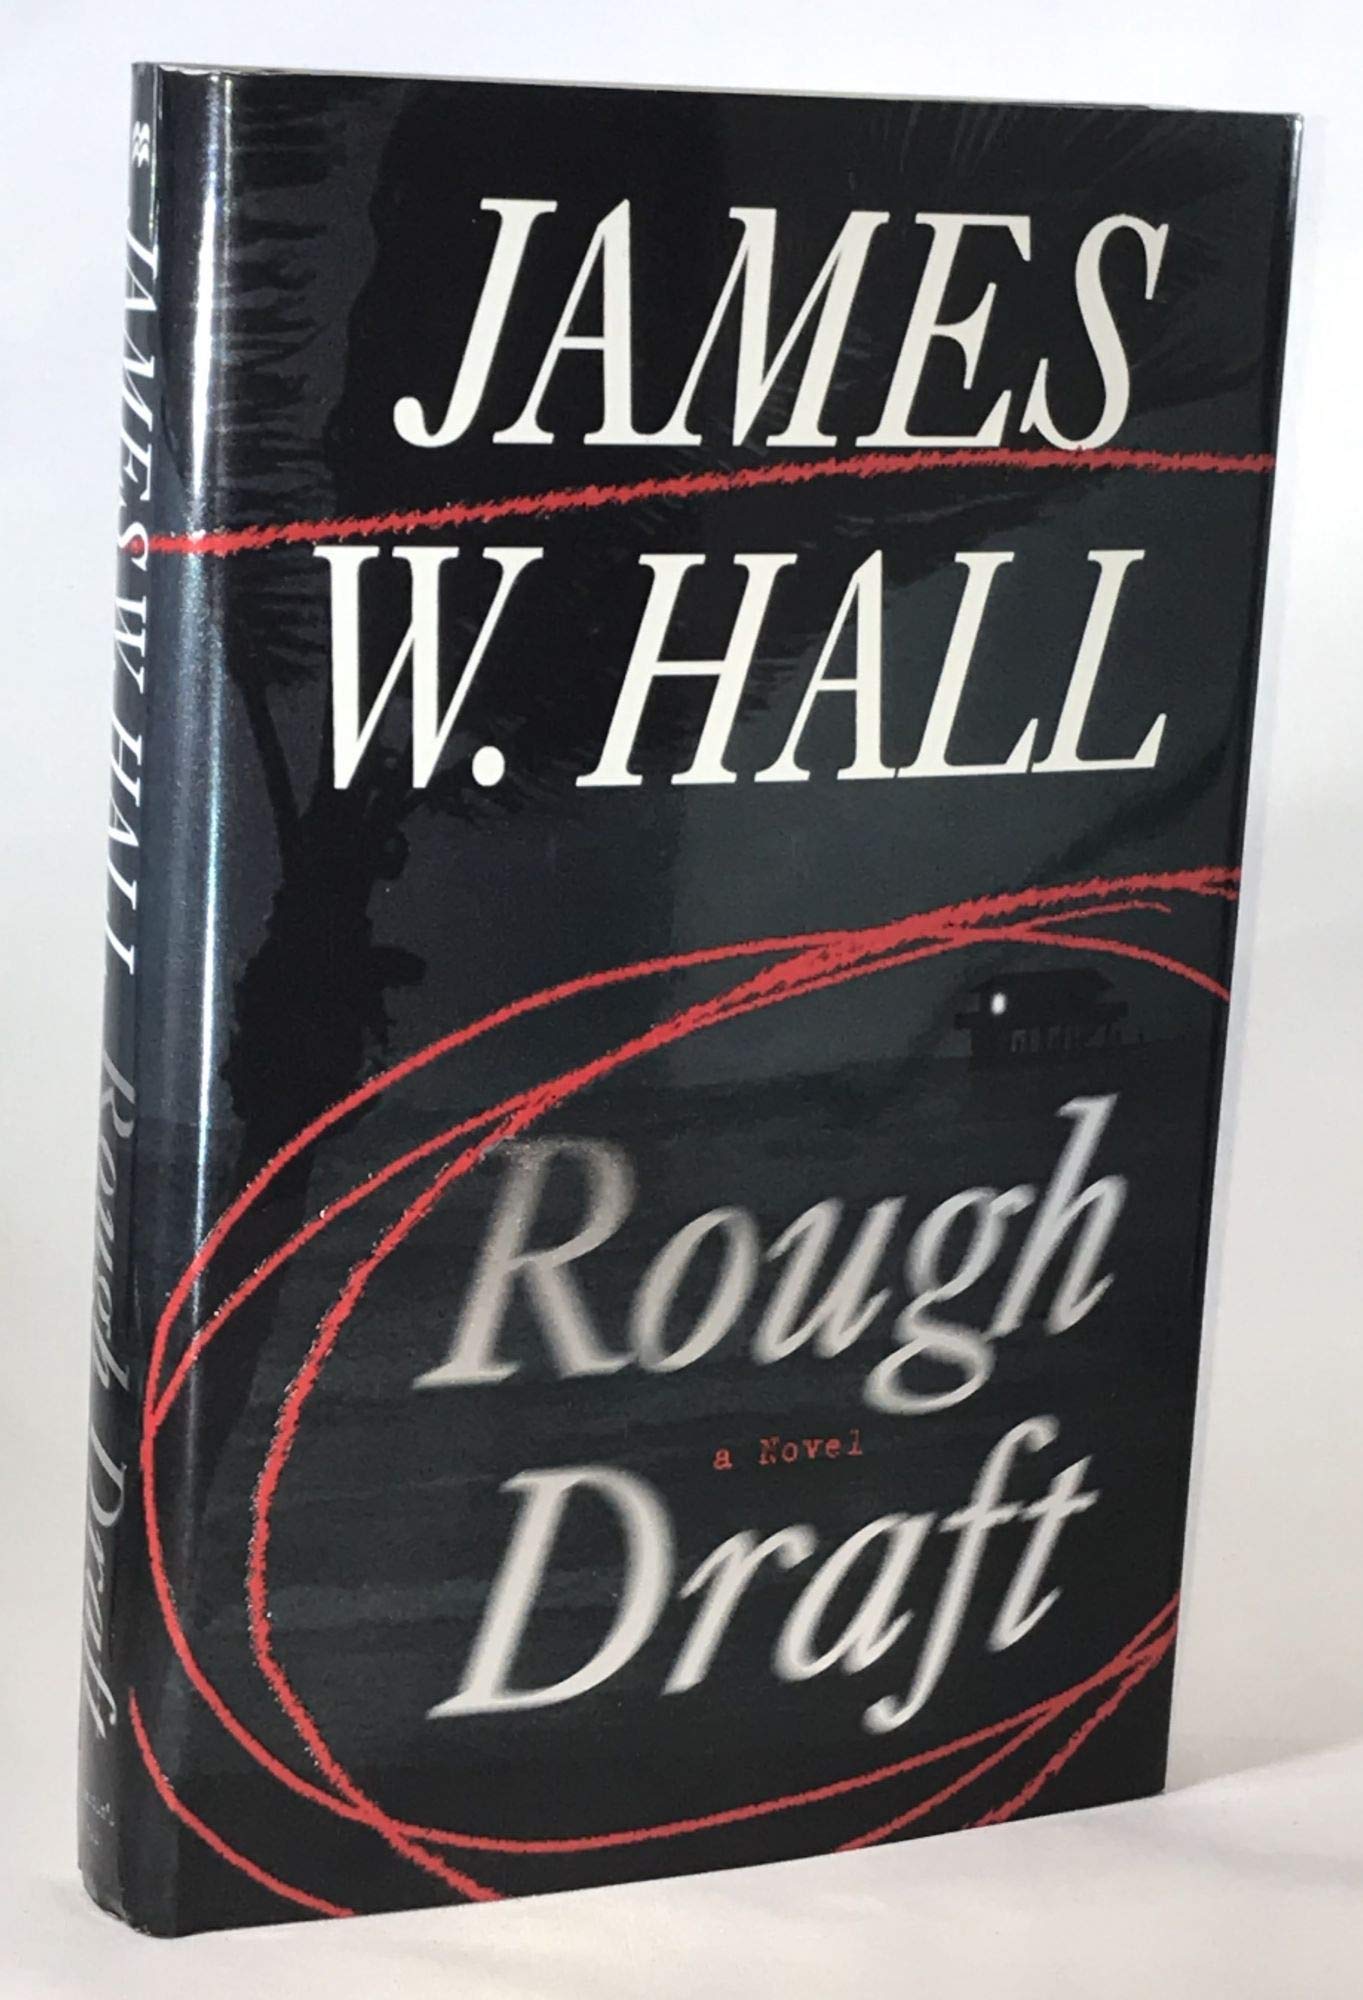 JAMES W. HALL Rough Draft
JAMES
W. HALL
Rough
a Novel
Draft